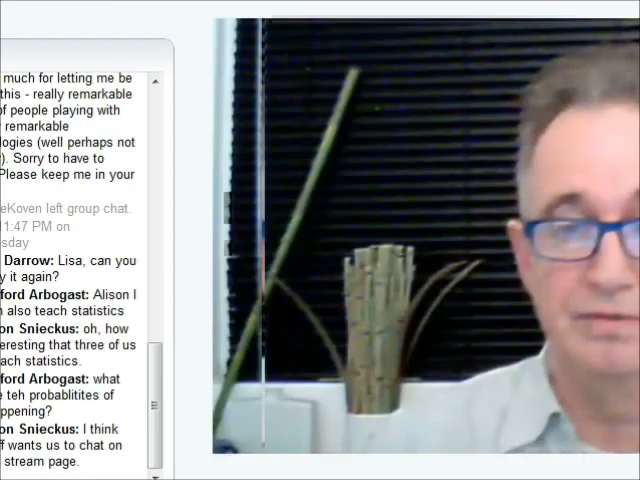 much for letting me be
this - really remarkable
of people playing with
remarkable
logies (well perhaps not
). Sorry to have to
Please keep me in your
eKoven left group chat.
1:47 PM on
sday
Darrow: Lisa, can you
y it again?
ford Arbogast: Alison I
also teach statistics
on Snieckus: oh, how
eresting that three of us
ach statistics.
ford Arbogast: what
e teh probablitites of
ppening?
on Snieckus: I think
ff wants us to chat on
stream page.